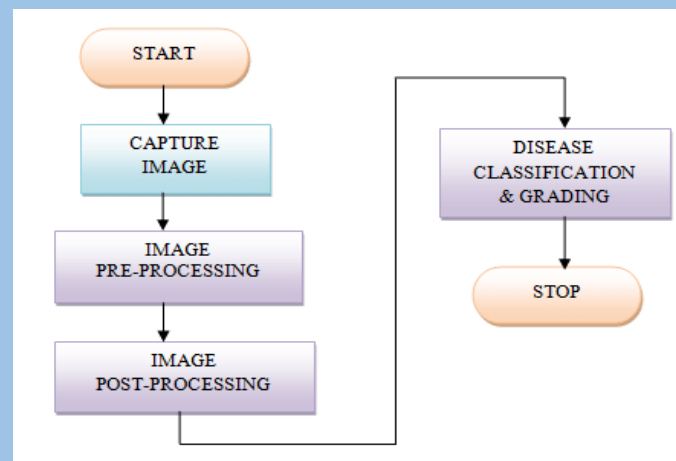 START
CAPTURE
IMAGE
IMAGE
PRE-PROCESSING
IMAGE
POST-PROCESSING
DISEASE
CLASSIFICATION
& GRADING
STOP